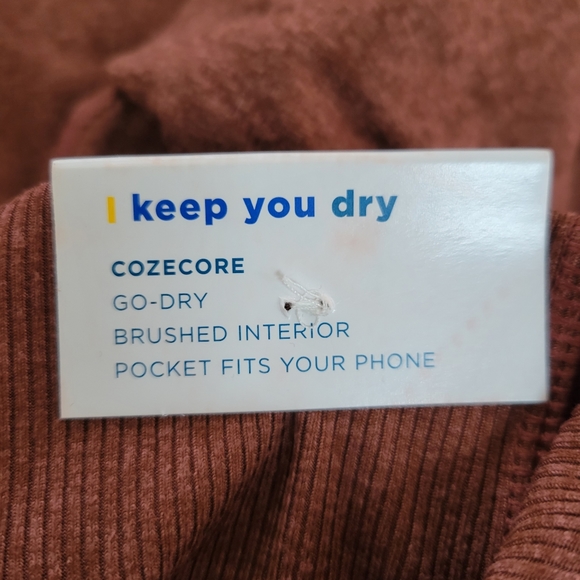 I keep you dry
COZECORE
GO-DRY
BRUSHED INTERiOR
POCKET FITS YOUR PHONE